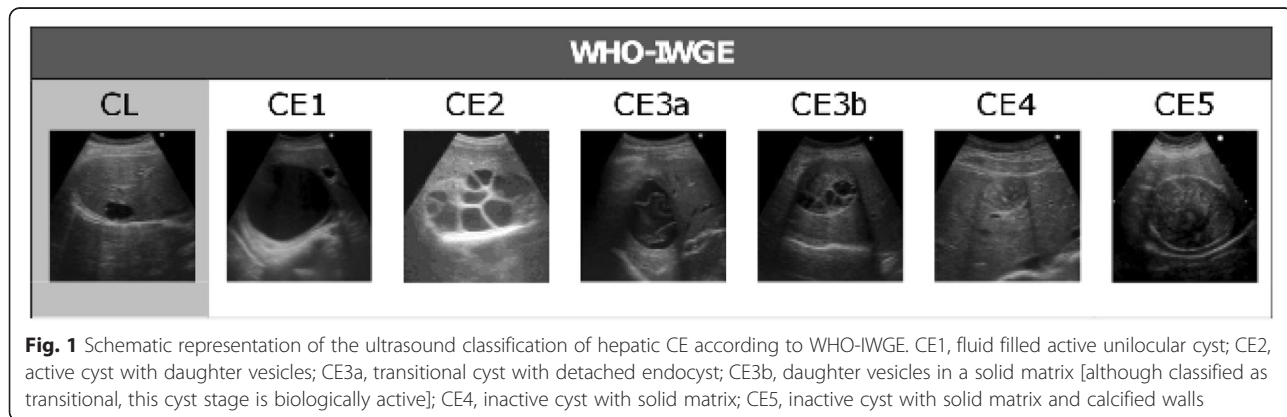 WHO-IWGE
CL CE1 CE2 CE3a CE3b CE4 CE5
Fig. 1 Schematic representation of the ultrasound classification of hepatic CE according to WHO-IWGE. CE1, fluid filled active unilocular cyst; CE2,
active cyst with daughter vesicles; CE3a, transitional cyst with detached endocyst; CE3b, daughter vesicles in a solid matrix [although classified as
transitional, this cyst stage is biologically active]; CE4, inactive cyst with solid matrix; CE5, inactive cyst with solid matrix and calcified walls